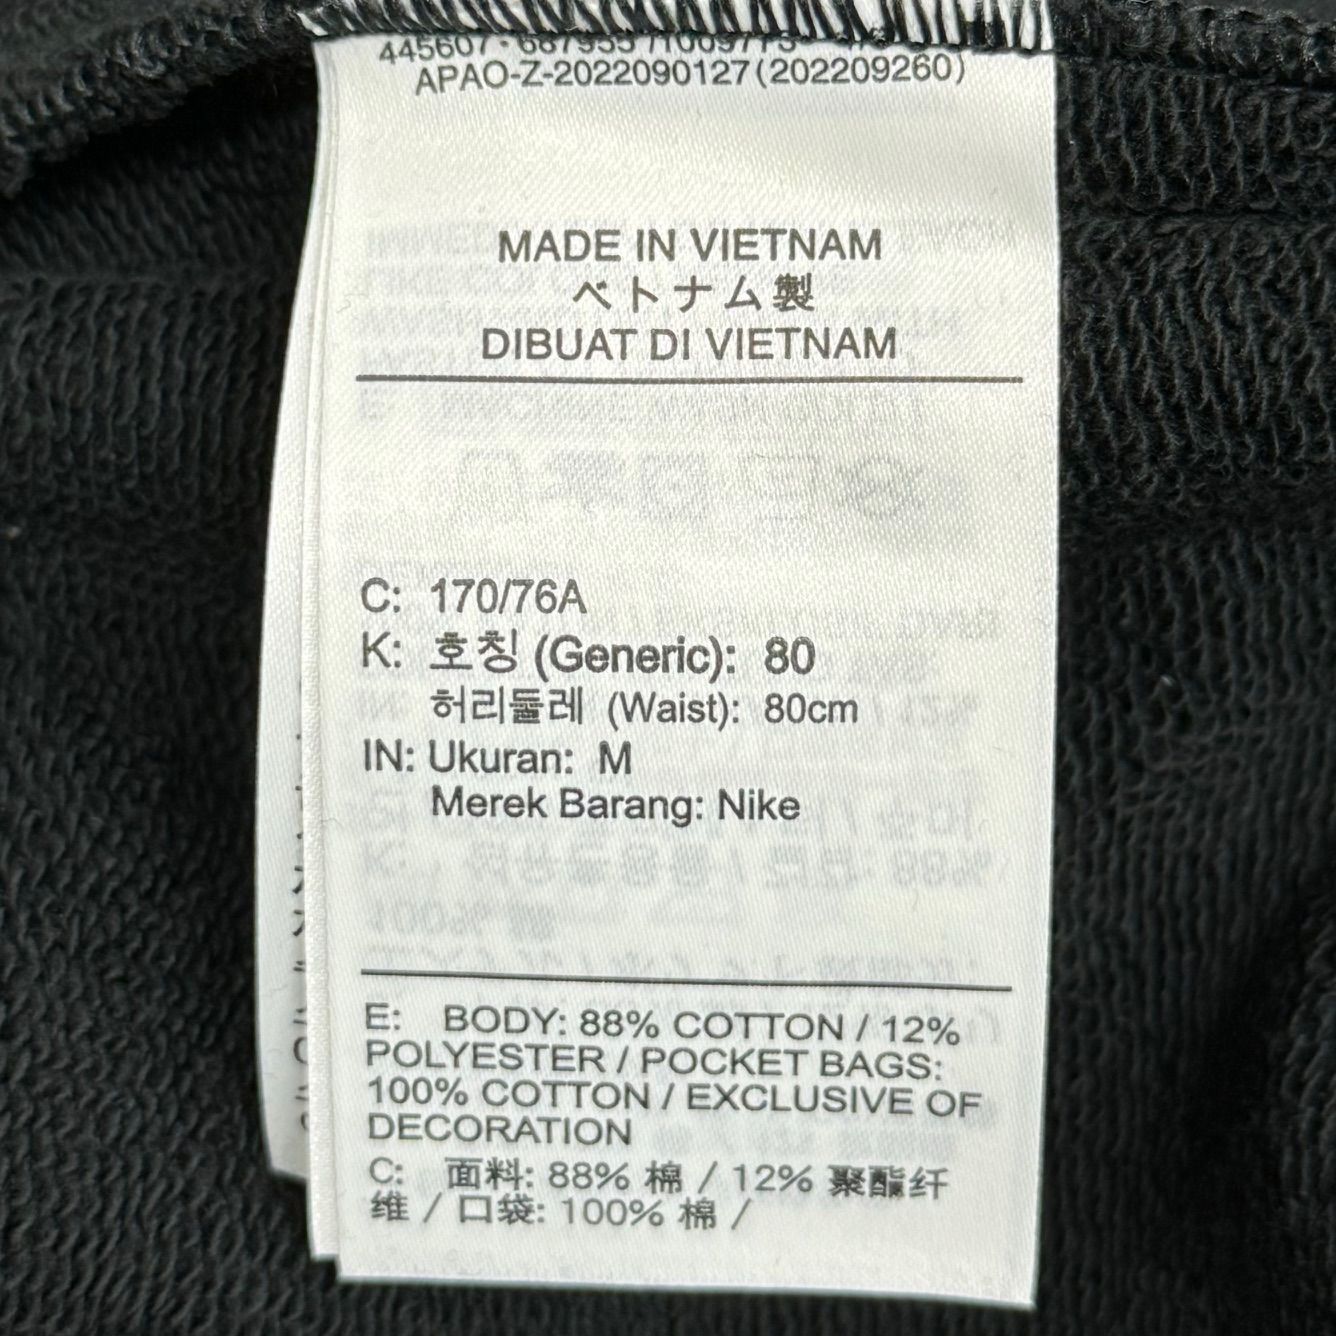 APAO-Z-2022090127(202209260)
MADE IN VIETNAM
ベトナム製
DIBUAT DI VIETNAM
C: 170/76A
K: 호칭 (Generic): 80
허리둘레 (Waist): 80cm
IN: Ukuran: M
Merek Barang: Nike
E: BODY: 88% COTTON / 12%
POLYESTER / POCKET BAGS:
100% COTTON / EXCLUSIVE OF
DECORATION
C: 面料: 88% 棉 / 12% 聚酯纤
维 / 口袋: 100% 棉 /